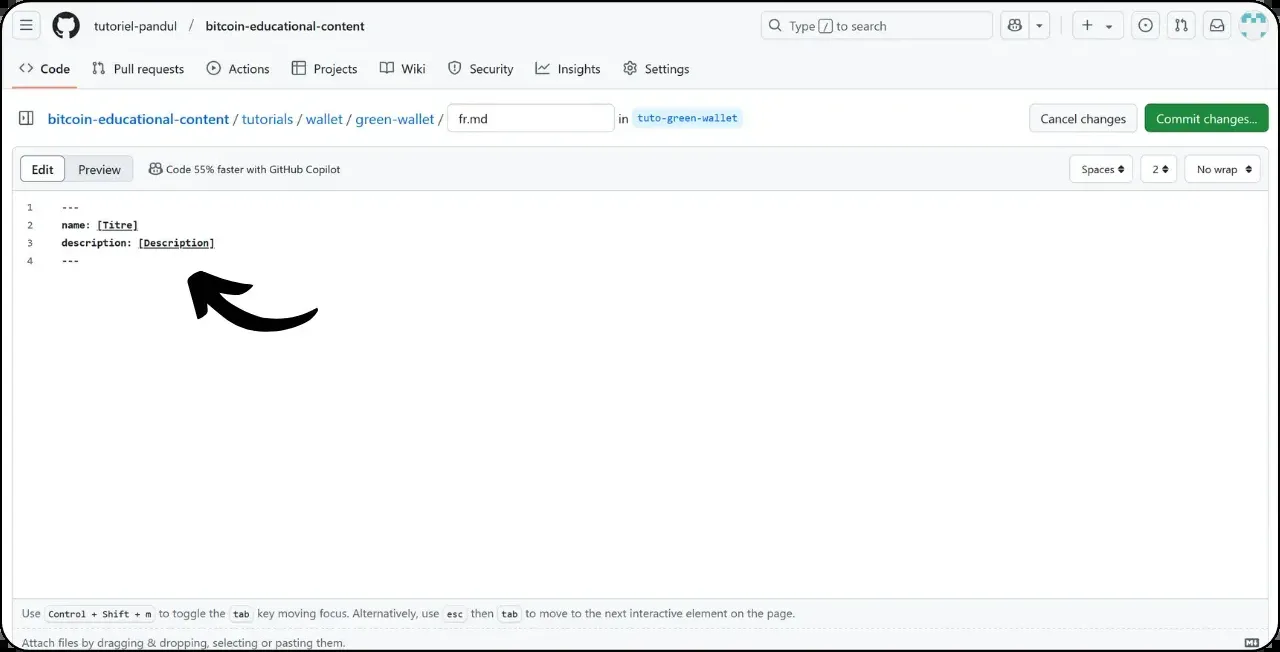 tutoriel-pandul / bitcoin-educational-content
Type / to search
Code Pull requests Actions Projects Wiki Security Insights Settings
bitcoin-educational-content / tutorials / wallet / green-wallet / fr.md in tuto-green-wallet
Cancel changes Commit changes...
Edit Preview Code 55% faster with GitHub Copilot
Spaces 2 No wrap
1 ---
2 name: [Titre]
3 description: [Description]
4 ---
Use Control + Shift + m to toggle the tab key moving focus. Alternatively, use esc then tab to move to the next interactive element on the page.
Attach files by dragging & dropping, selecting or pasting them.